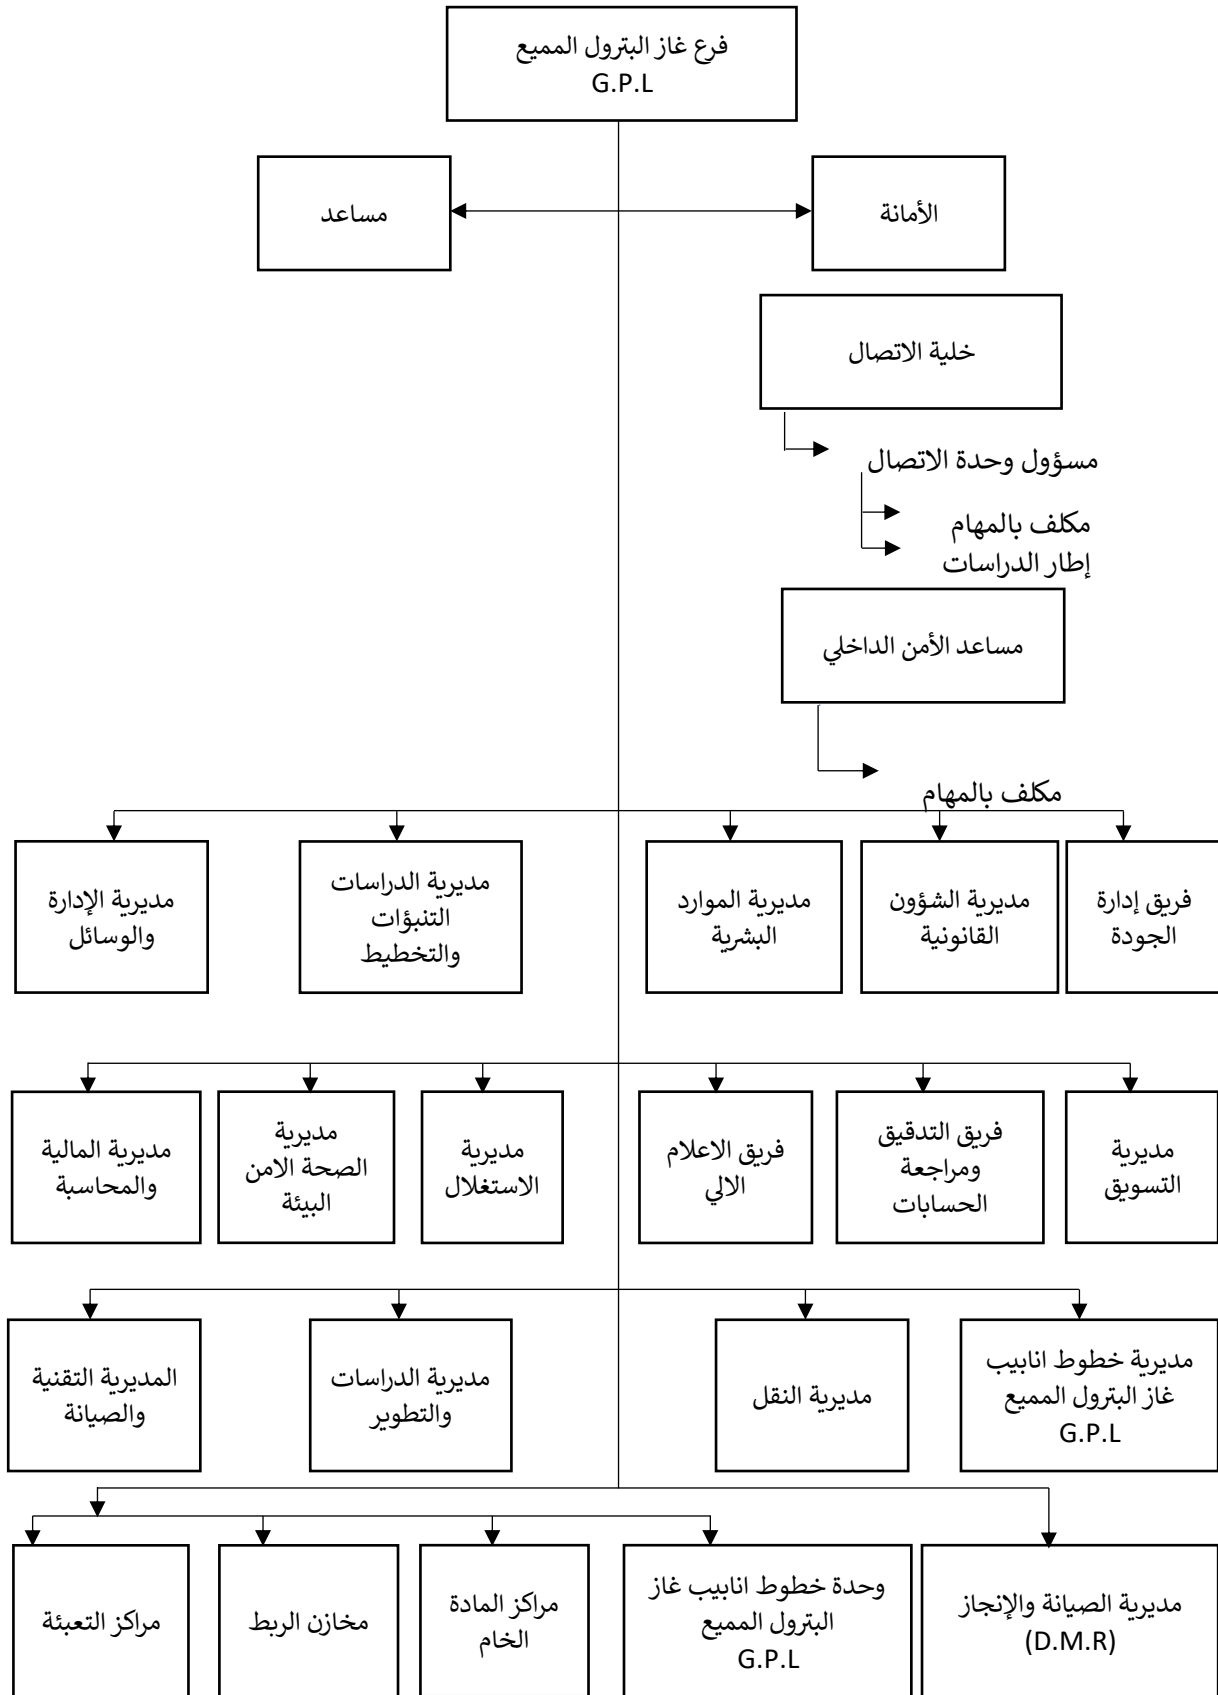 فرع غاز البترول المميع
G.P.L
الأمانة
مساعد
خلية الاتصال
مسؤول وحدة الاتصال
مكلف بالمهام
إطار الدراسات
مساعد الأمن الداخلي
مكلف بالمهام
فريق إدارة
الجودة
مديرية الشؤون
القانونية
مديرية الموارد
البشرية
مديرية الدراسات
التنبؤات
والتخطيط
مديرية الإدارة
والوسائل
مديرية
التسويق
فريق التدقيق
ومراجعة
الحسابات
فريق الاعلام
الالي
مديرية
الاستغلال
مديرية
الصحة الامن
البيئة
مديرية المالية
والمحاسبة
مديرية خطوط انابيب
غاز البترول المميع
G.P.L
مديرية النقل
مديرية الدراسات
والتطوير
المديرية التقنية
والصيانة
مديرية الصيانة والإنجاز
(D.M.R)
وحدة خطوط انابيب غاز
البترول المميع
G.P.L
مراكز المادة
الخام
مخازن الربط
مراكز التعبئة